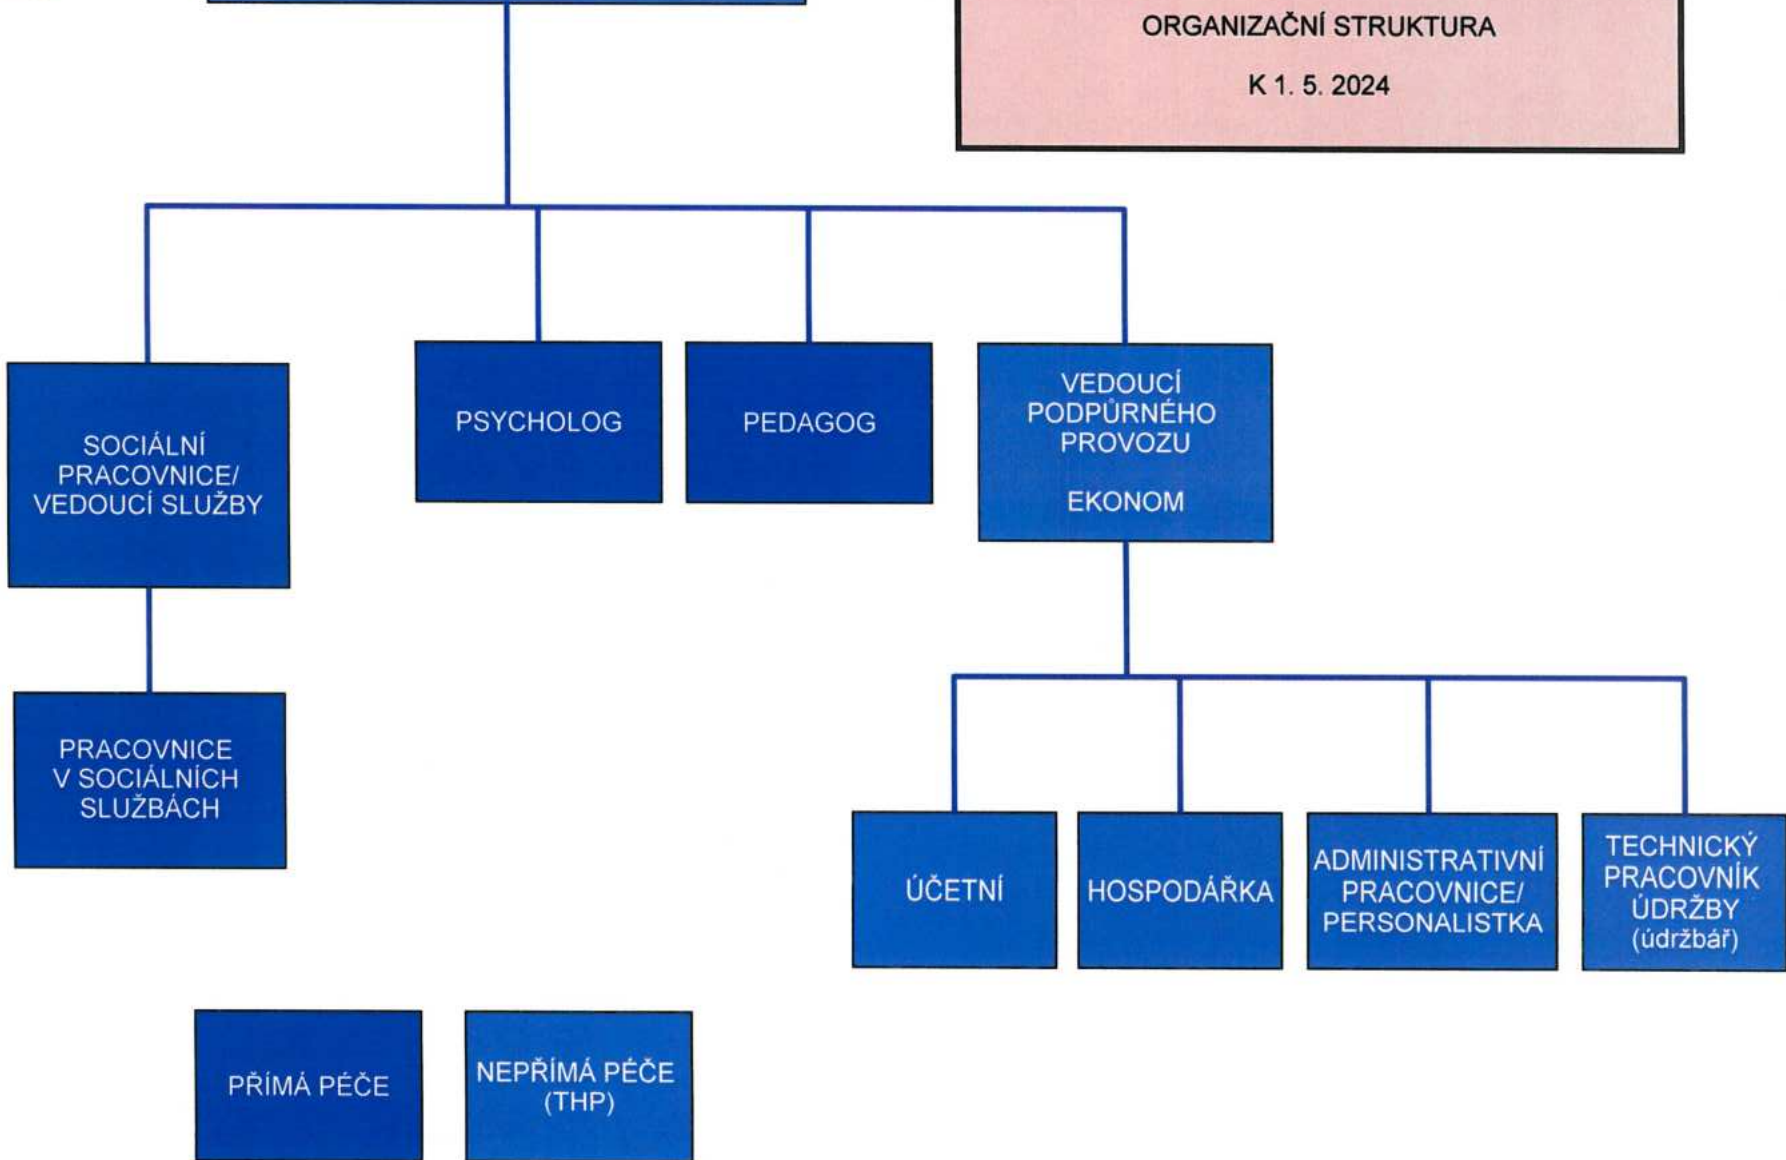 ORGANIZAČNÍ STRUKTURA
K 1. 5. 2024
SOCIÁLNÍ
PRACOVNICE/
VEDOUCÍ SLUŽBY
PSYCHOLOG
PEDAGOG
VEDOUCÍ
PODPŮRNÉHO
PROVOZU
EKONOM
PRACOVNICE
V SOCIÁLNÍCH
SLUŽBÁCH
ÚČETNÍ
HOSPODÁŘKA
ADMINISTRATIVNÍ
PRACOVNICE/
PERSONALISTKA
TECHNICKÝ
PRACOVNÍK
ÚDRŽBY
(údržbář)
PŘÍMÁ PÉČE
NEPŘÍMÁ PÉČE
(THP)